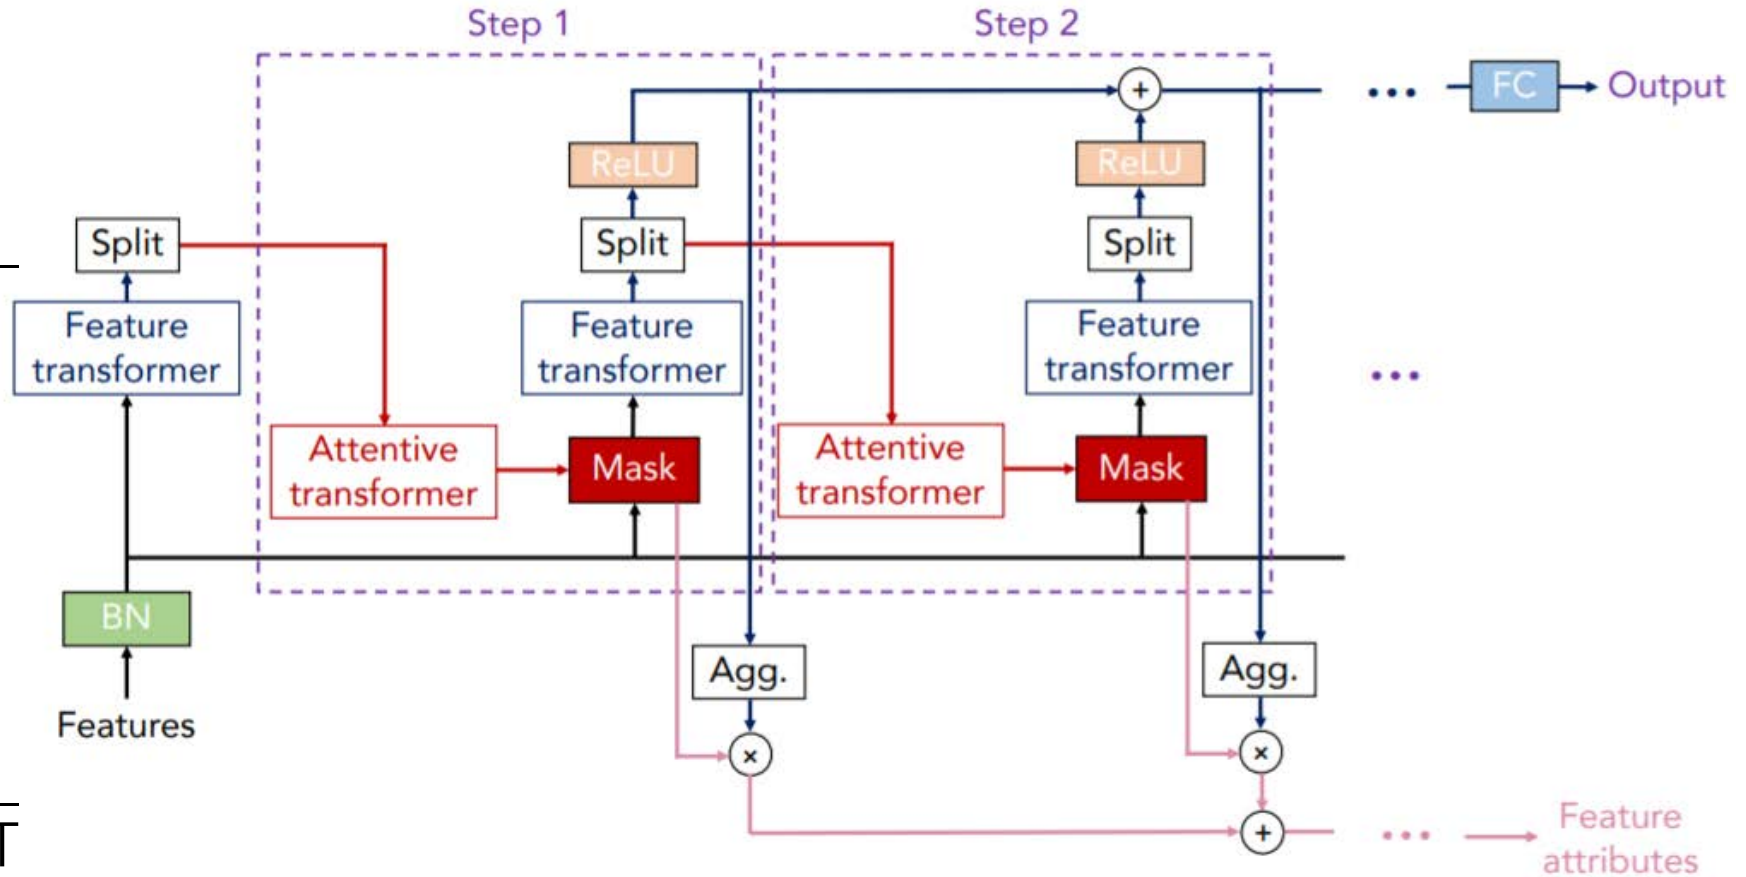 Step 1
Step 2
FC
Output
ReLU
ReLU
Split
Split
Split
Feature
transformer
Feature
transformer
Feature
transformer
Attentive
transformer
Mask
Attentive
transformer
Mask
BN
Agg.
Agg.
Features
Feature
attributes